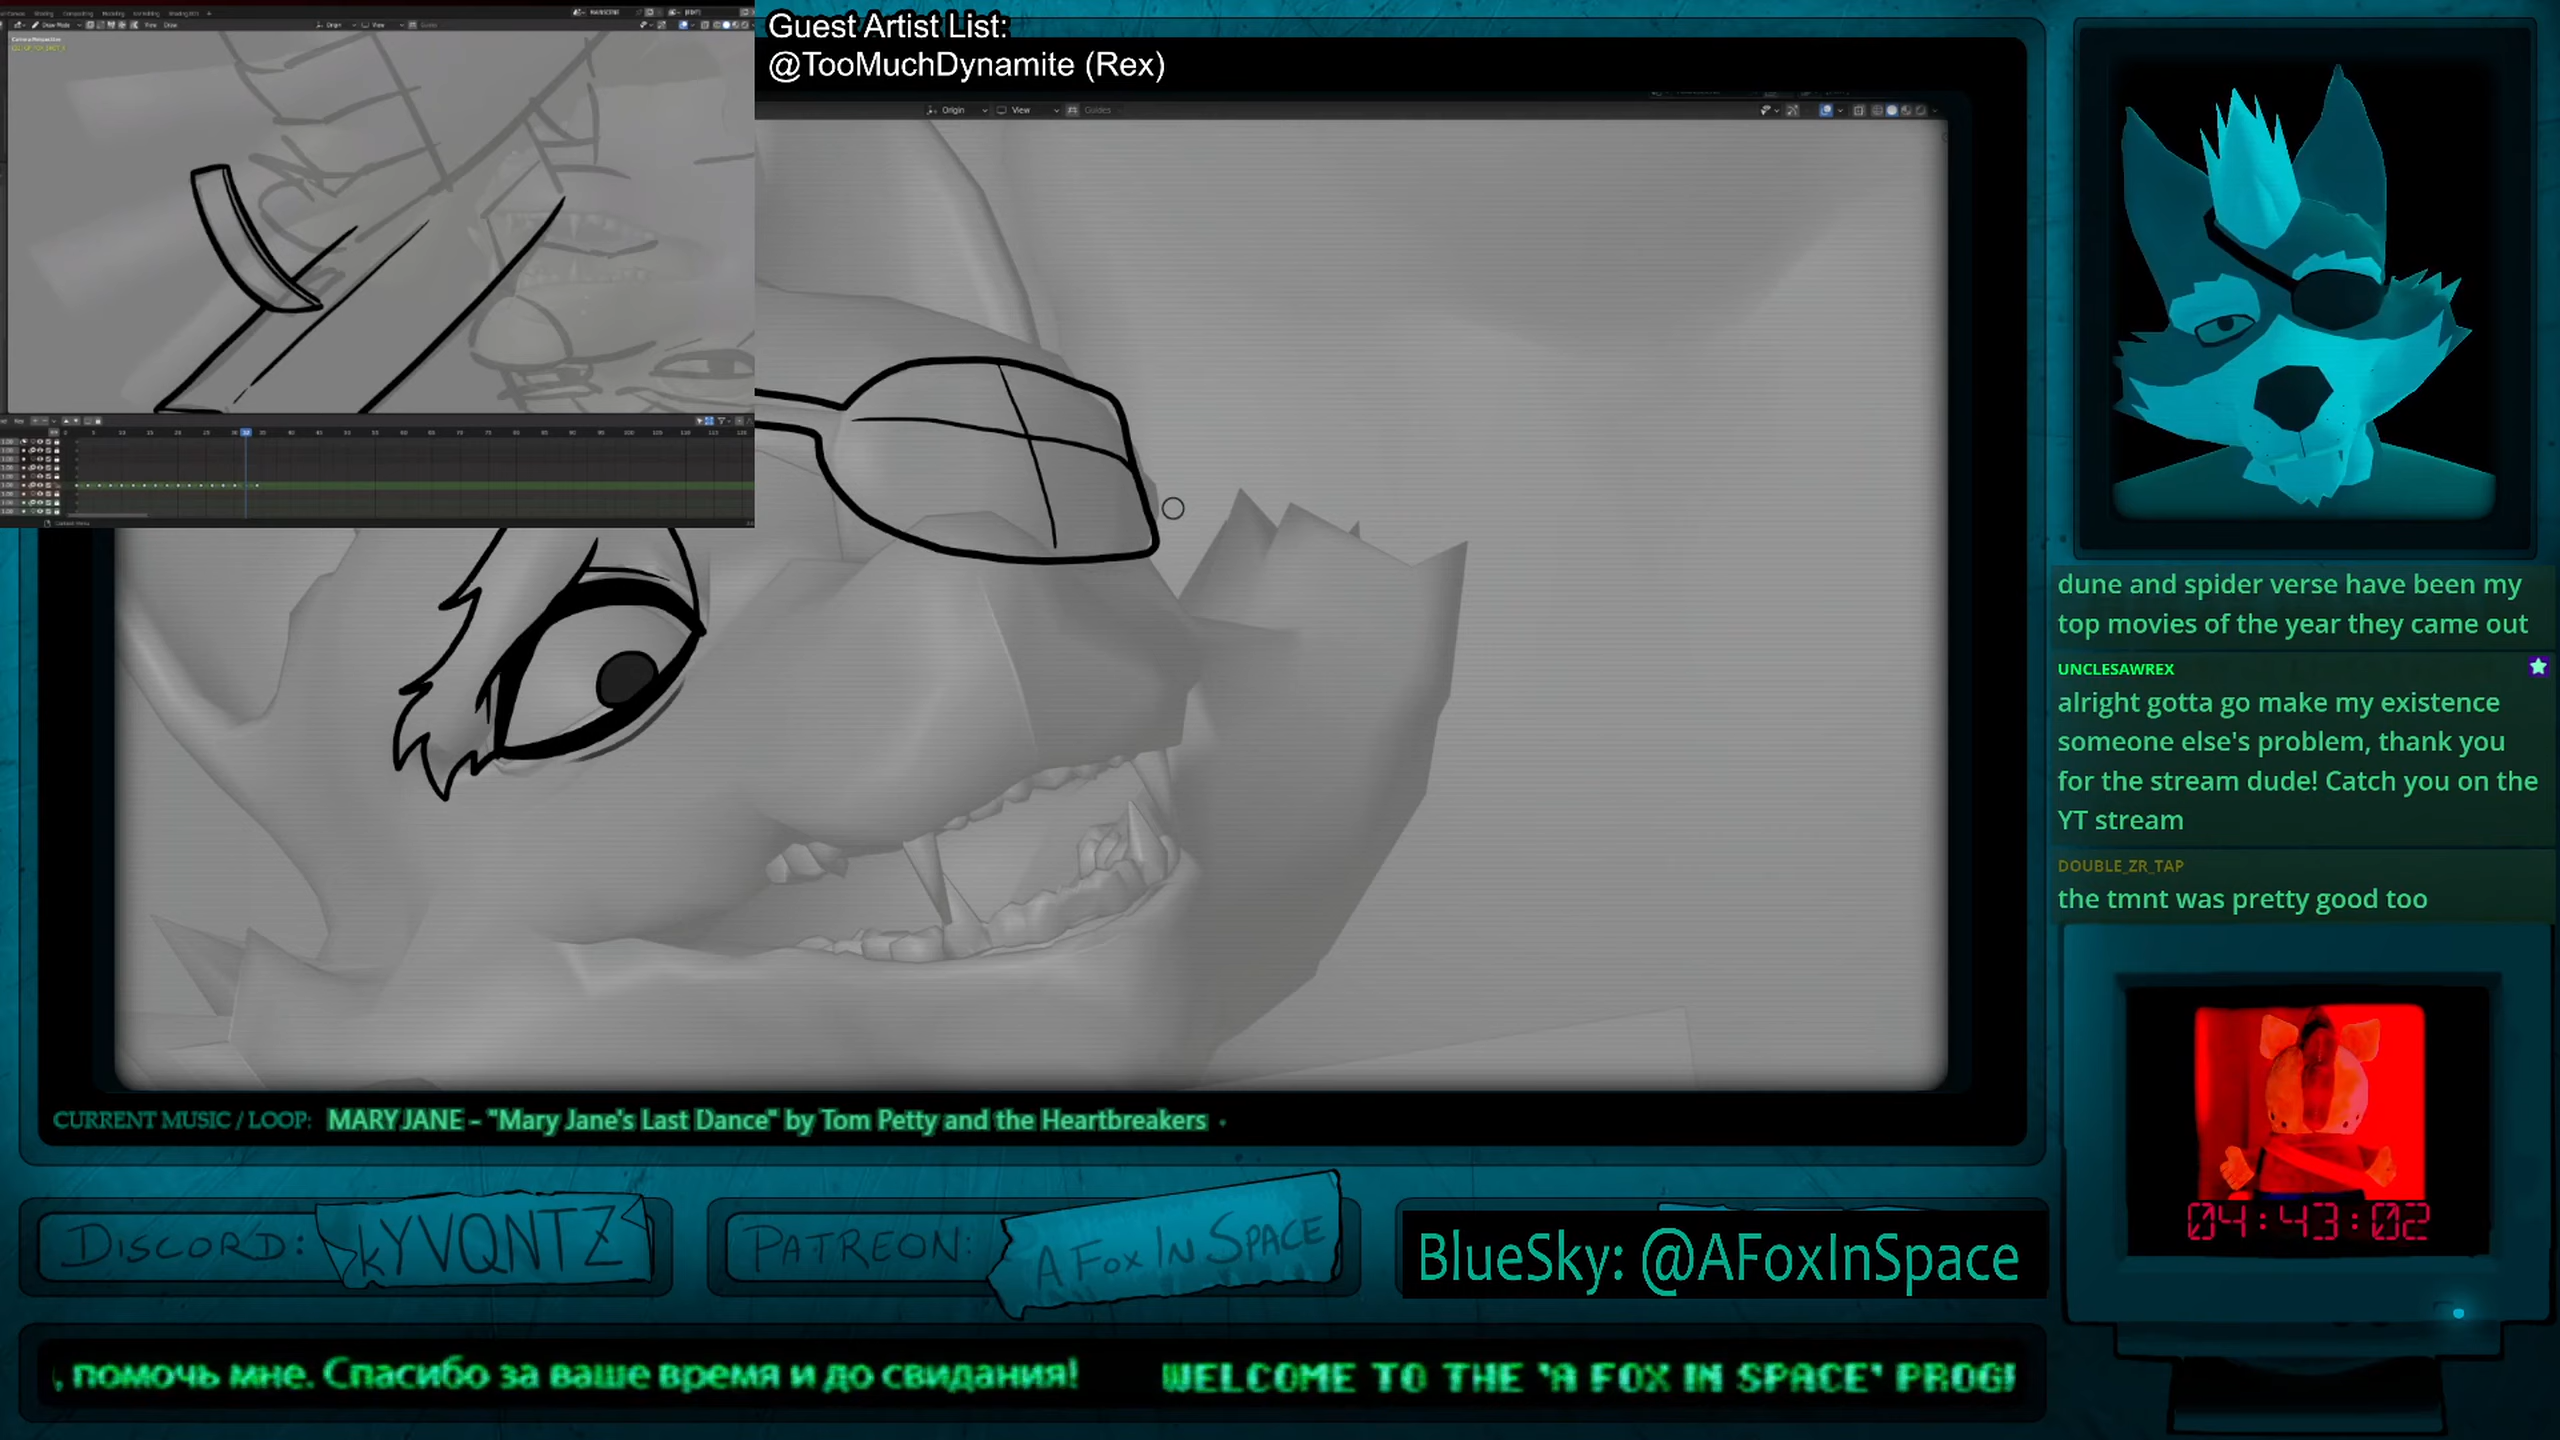 Guest Artist List:
@TooMuchDynamite (Rex)
Origin View Guides
dune and spider verse have been my
top movies of the year they came out
UNCLESAWREX
alright gotta go make my existence
someone else's problem, thank you
for the stream dude! Catch you on the
YT stream
DOUBLE_ZR_TAP
the tmnt was pretty good too
04:43:02
CURRENT MUSIC / LOOP: MARY JANE - "Mary Jane's Last Dance" by Tom Petty and the Heartbreakers
DISCORD: kYVQNTZ
PATREON: A FOX IN SPACE
BlueSky: @AFoxInSpace
, помочь мне. Спасибо за ваше время и до свидания! WELCOME TO THE 'A FOX IN SPACE' PROG!